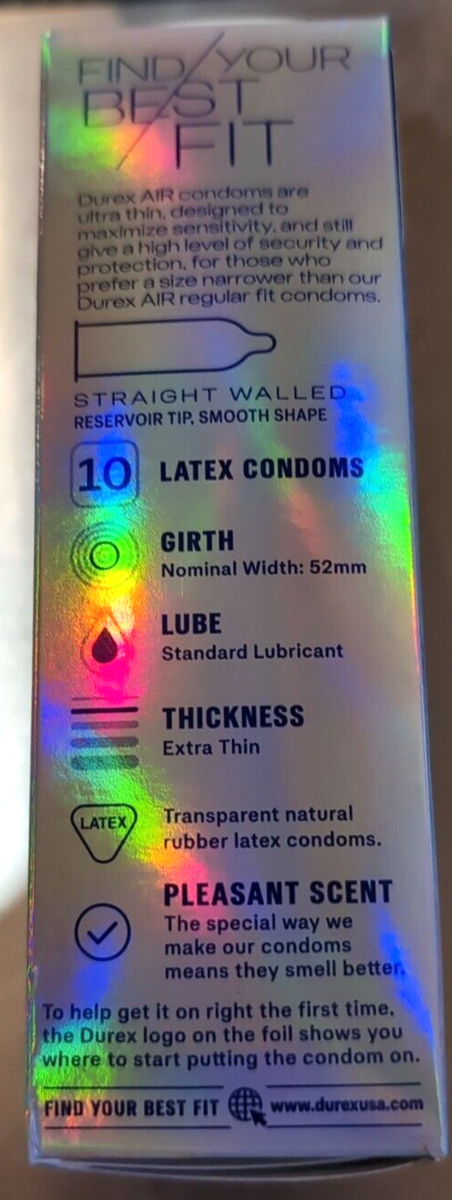 FIND/YOUR
BEST
/FIT
Durex AIR condoms are
ultra thin, designed to
maximize sensitivity, and still
give a high level of security and
protection, for those who
prefer a size narrower than our
Durex AIR regular fit condoms.
STRAIGHT WALLED
RESERVOIR TIP, SMOOTH SHAPE
10 LATEX CONDOMS
GIRTH
Nominal Width: 52mm
LUBE
Standard Lubricant
THICKNESS
Extra Thin
LATEX
Transparent natural
rubber latex condoms.
PLEASANT SCENT
The special way we
make our condoms
means they smell better.
To help get it on right the first time,
the Durex logo on the foil shows you
where to start putting the condom on.
FIND YOUR BEST FIT www.durexusa.com